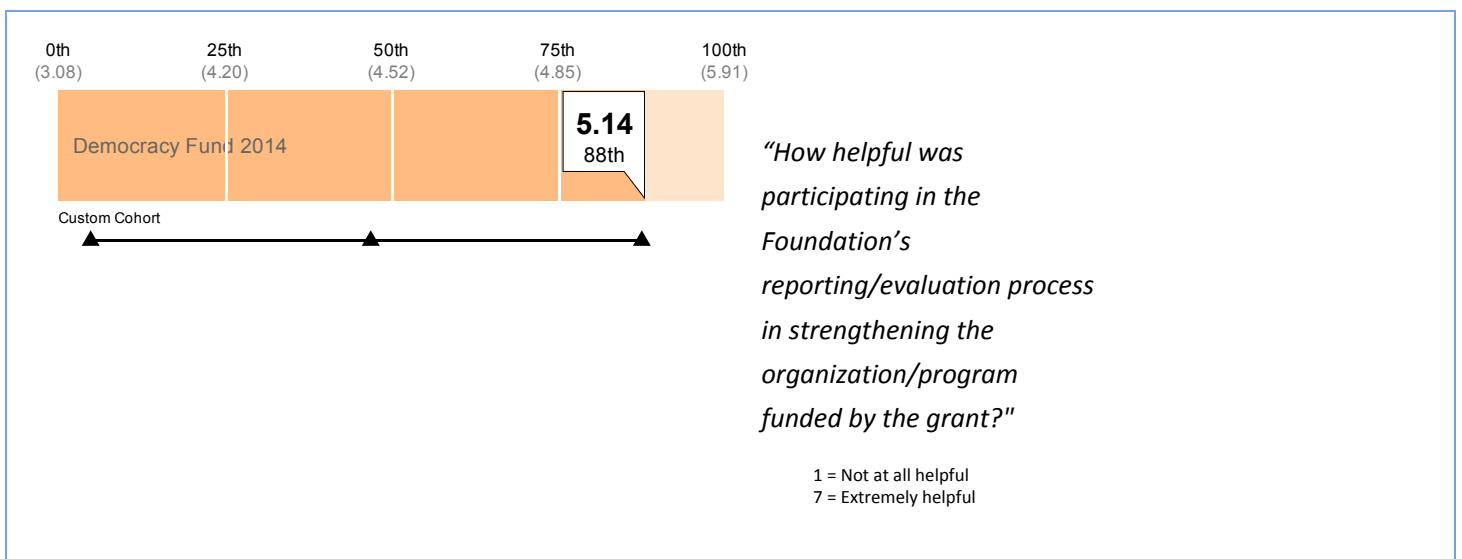 0th 25th 50th 75th 100th
(3.08) (4.20) (4.52) (4.85) (5.91)
5.14
88th
Democracy Fund 2014
Custom Cohort
“How helpful was
participating in the
Foundation’s
reporting/evaluation process
in strengthening the
organization/program
funded by the grant?"
1 = Not at all helpful
7 = Extremely helpful